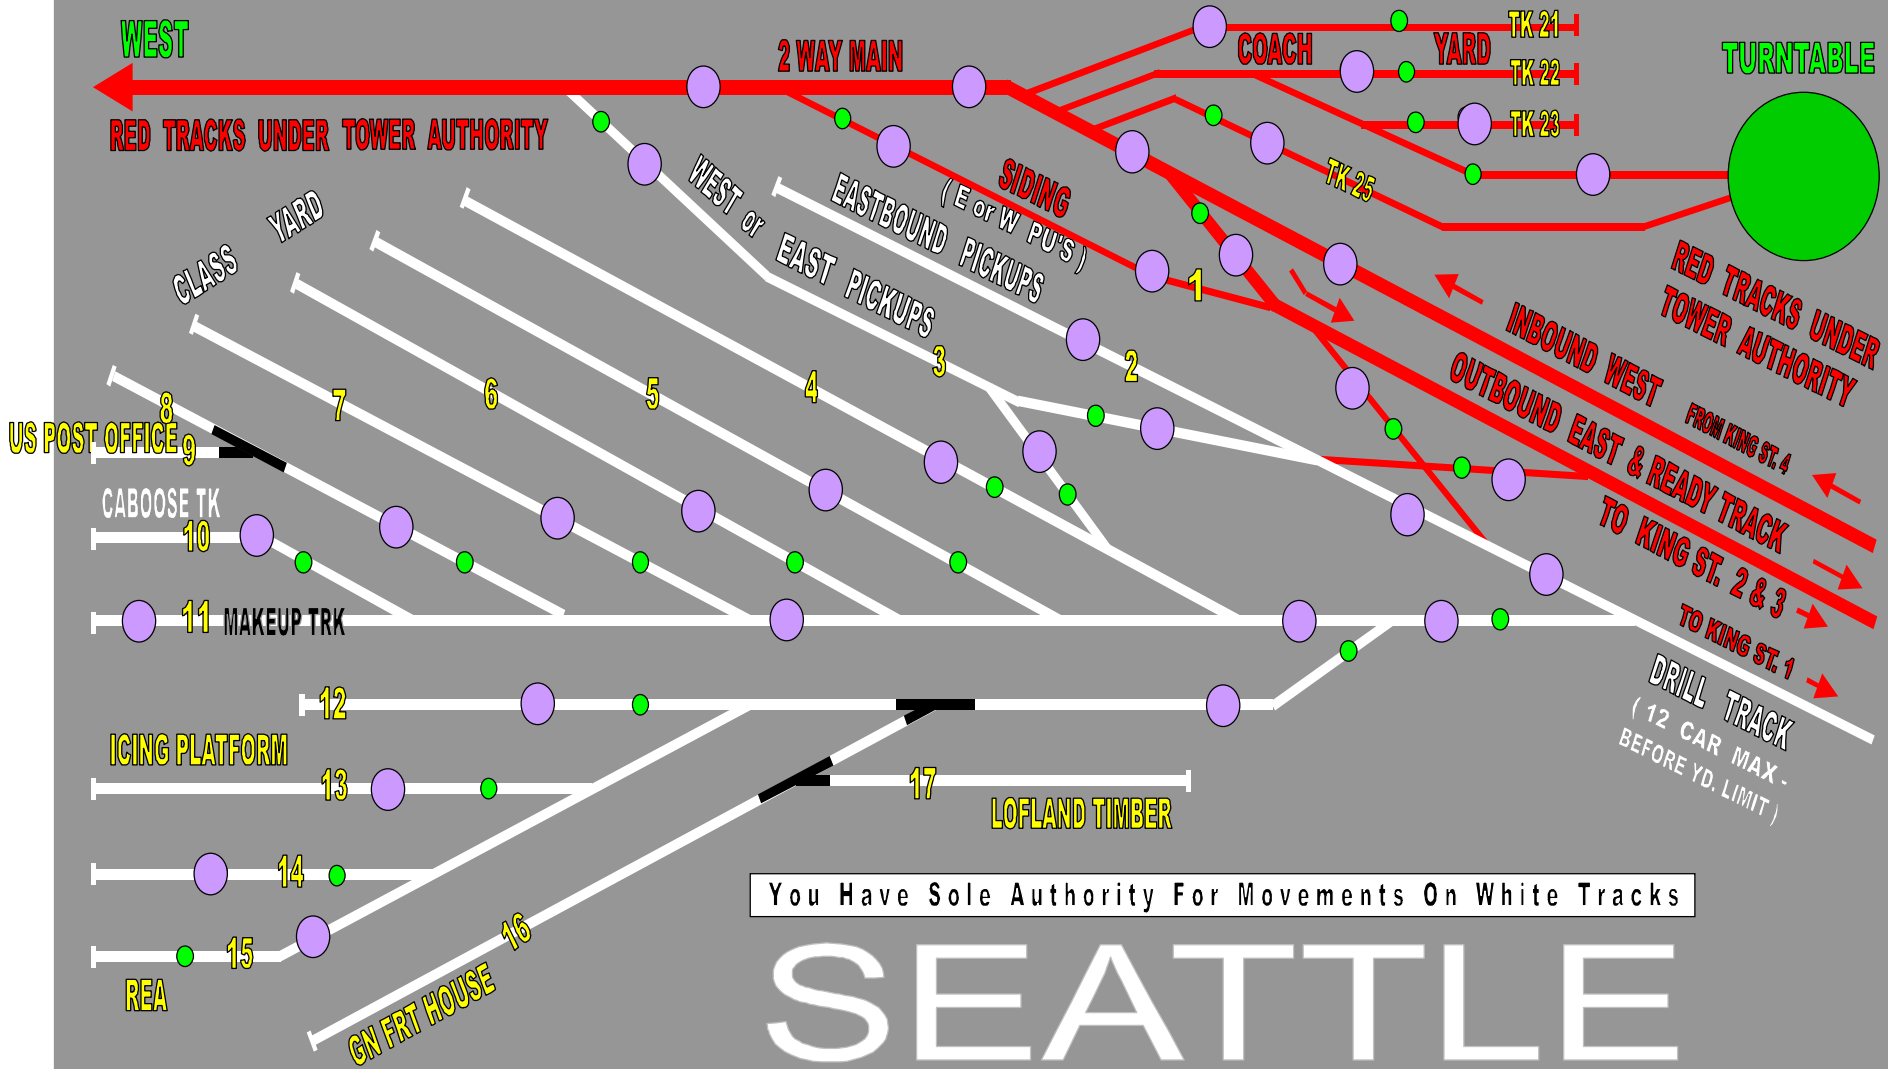 WEST
2 WAY MAIN
RED TRACKS UNDER TOWER AUTHORITY
COACH YARD
TK 21
TK 22
TK 23
TK 25
TURNTABLE
RED TRACKS UNDER
TOWER AUTHORITY
CLASS YARD
WEST or EAST PICKUPS
EASTBOUND PICKUPS
( E or W PU'S )
SIDING
1
2
3
4
5
6
7
8
US POST OFFICE
9
CABOOSE TK
10
11
MAKEUP TRK
INBOUND WEST FROM KING ST. 4
OUTBOUND EAST & READY TRACK
TO KING ST. 2 & 3
TO KING ST. 1
DRILL TRACK
( 12 CAR MAX -
BEFORE YD. LIMIT )
12
ICING PLATFORM
13
14
15
REA
16
GN FRT HOUSE
17
LOFLAND TIMBER
You Have Sole Authority For Movements On White Tracks
SEATTLE